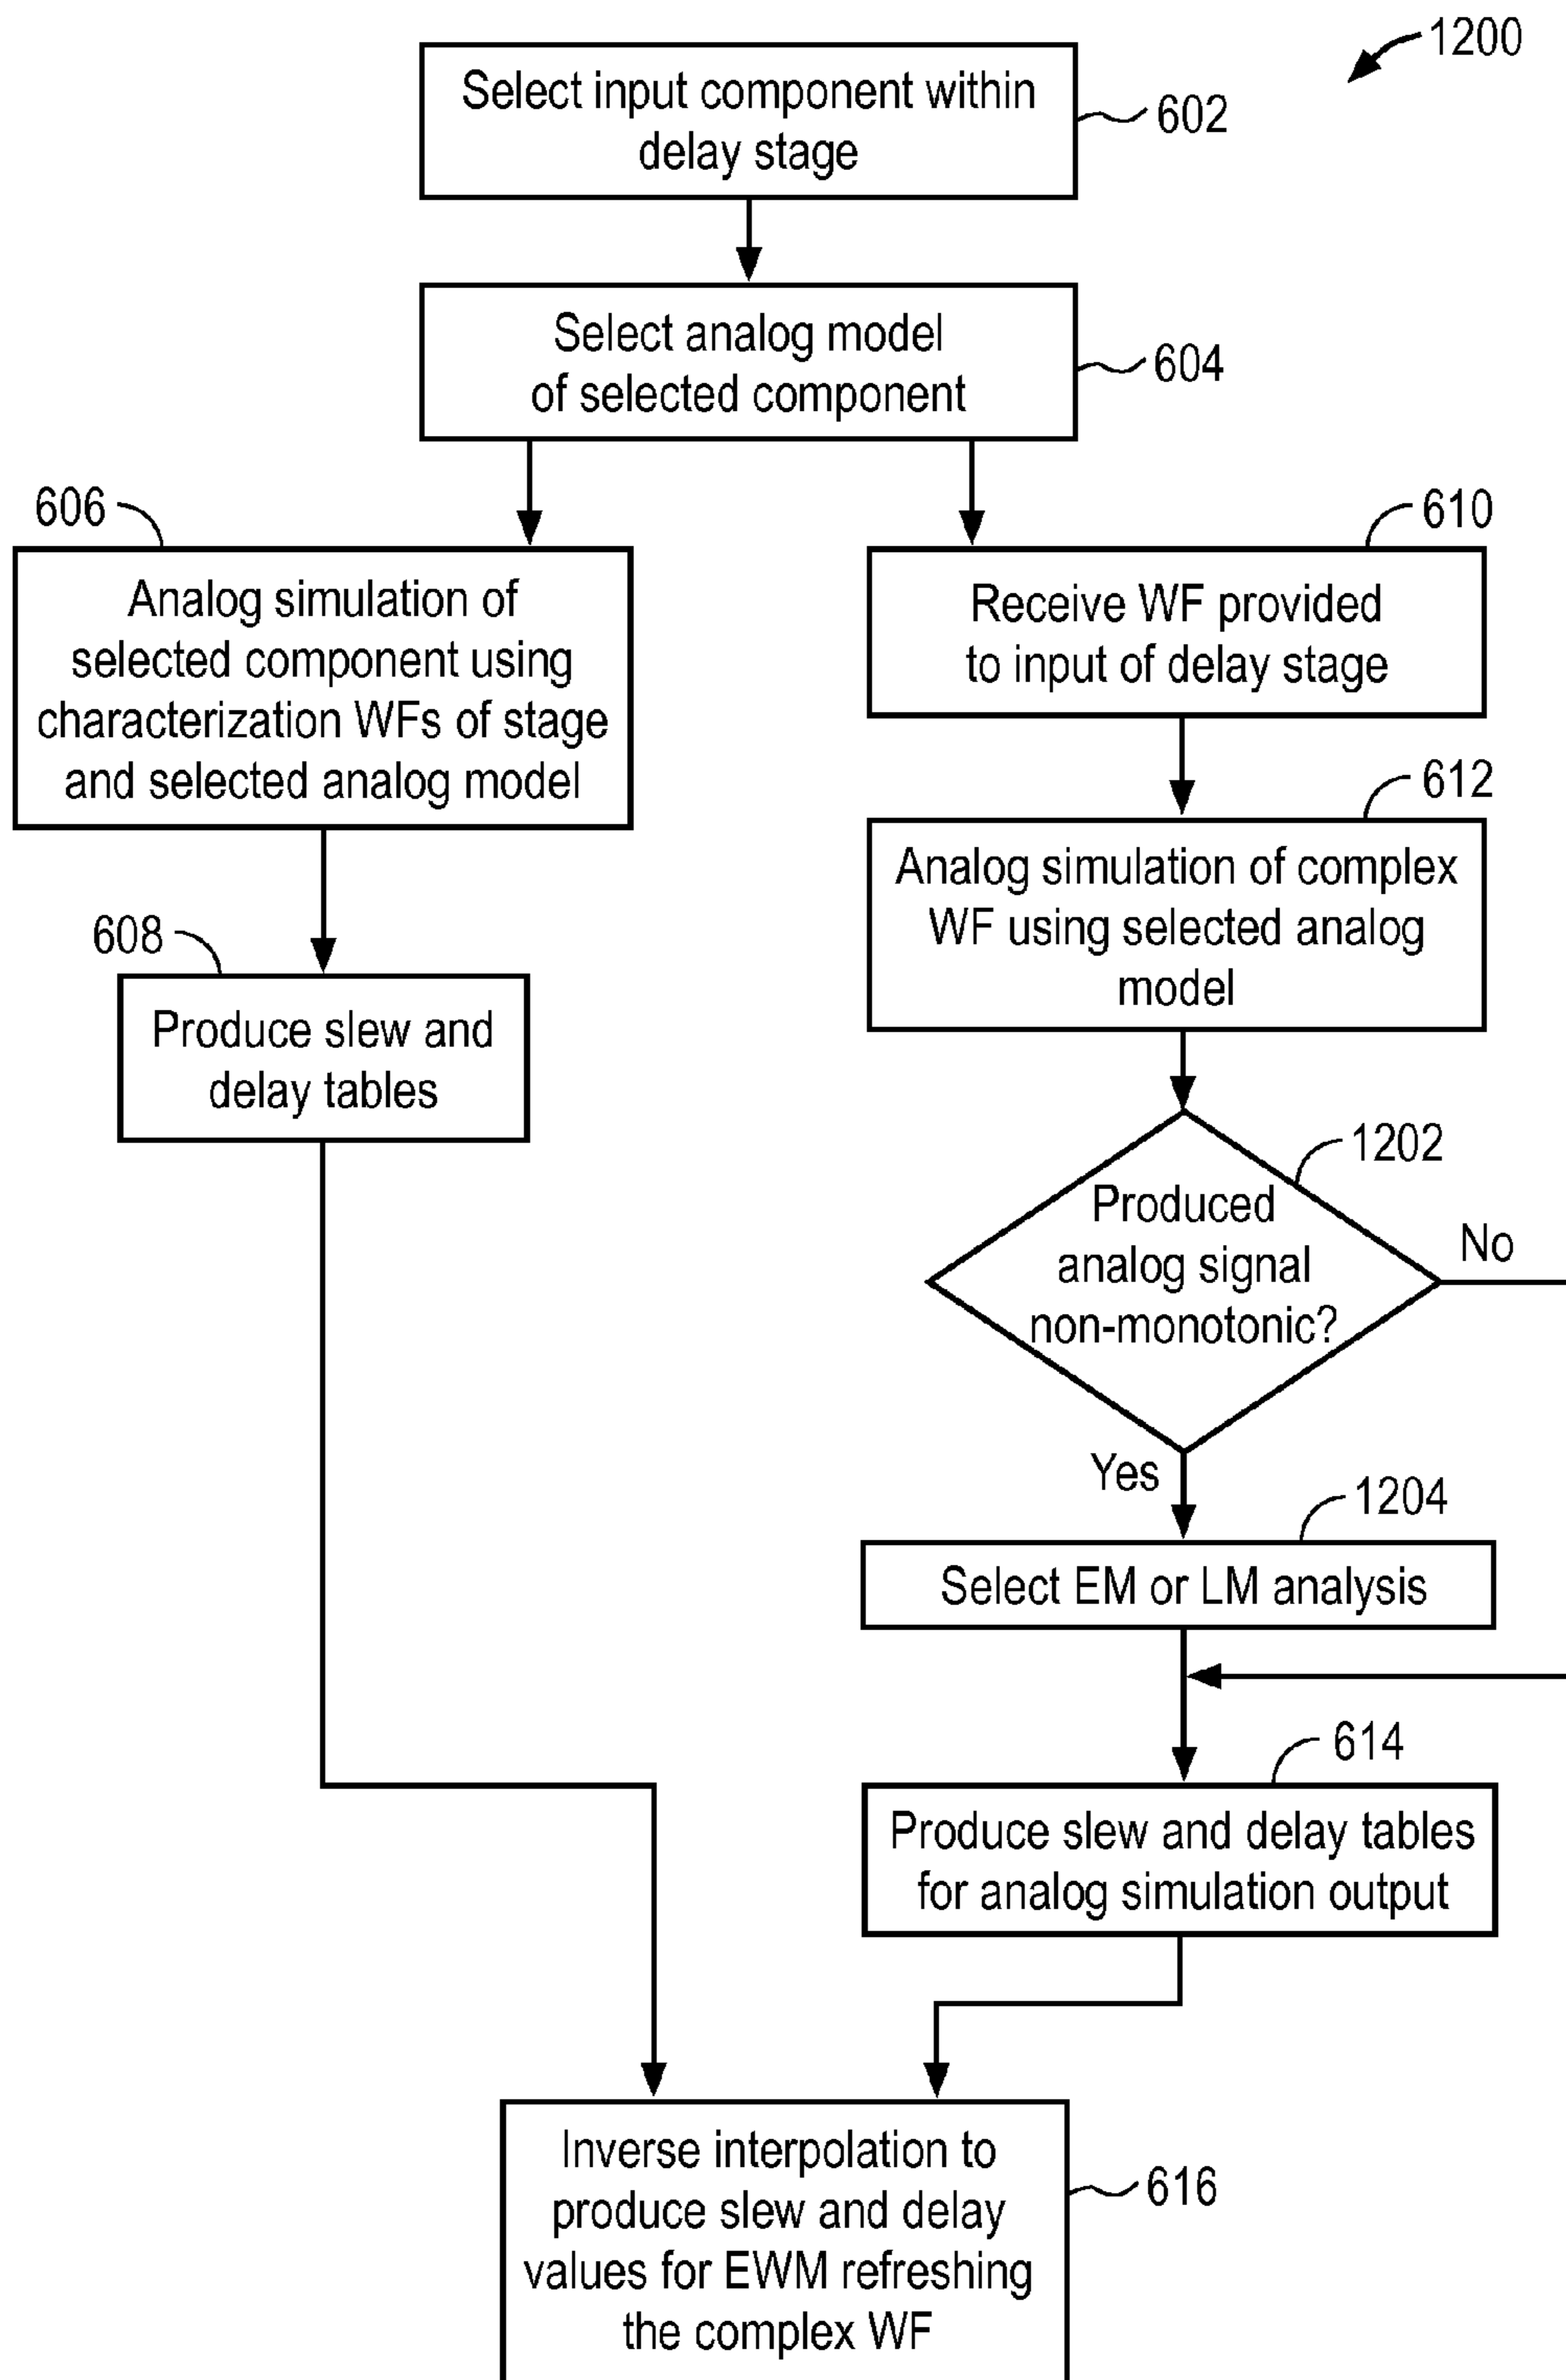 1200
Select input component within
delay stage
602
Select analog model
of selected component
604
606
Analog simulation of
selected component using
characterization WFs of stage
and selected analog model
610
Receive WF provided
to input of delay stage
612
Analog simulation of complex
WF using selected analog
model
608
Produce slew and
delay tables
1202
Produced
analog signal
non-monotonic?
No
Yes
1204
Select EM or LM analysis
614
Produce slew and delay tables
for analog simulation output
Inverse interpolation to
produce slew and delay
values for EWM refreshing
the complex WF
616